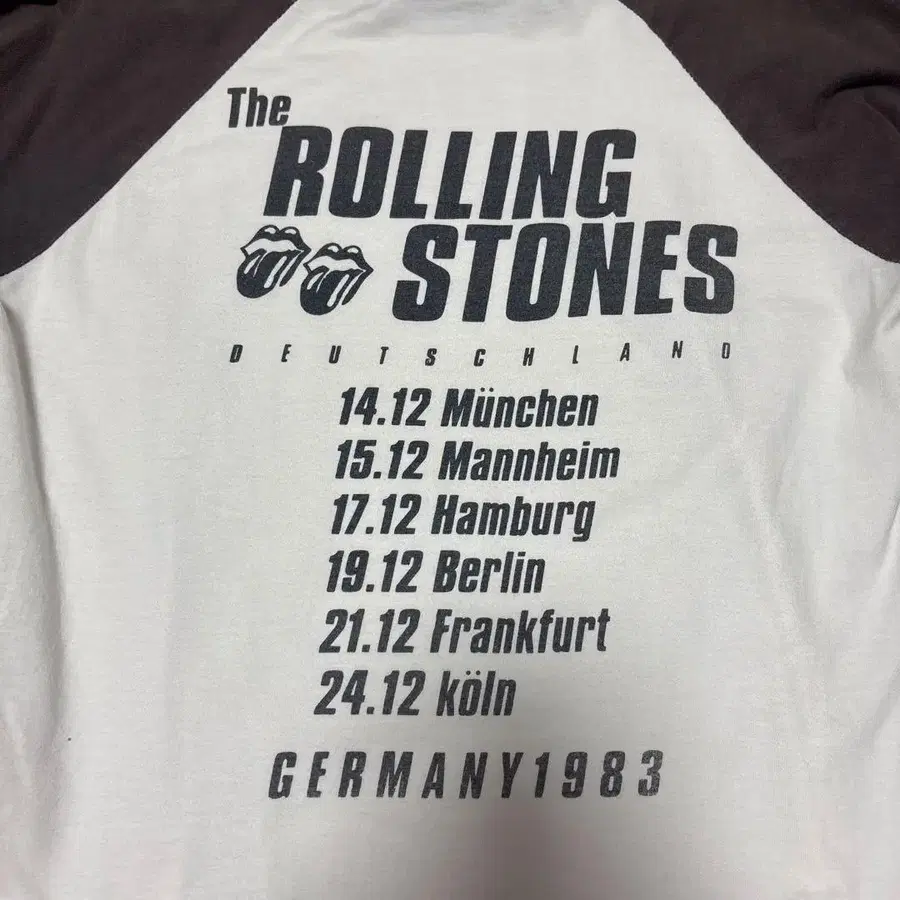 The
ROLLING
STONES
DEUTSCHLAND
14.12 München
15.12 Mannheim
17.12 Hamburg
19.12 Berlin
21.12 Frankfurt
24.12 köln
GERMANY1983